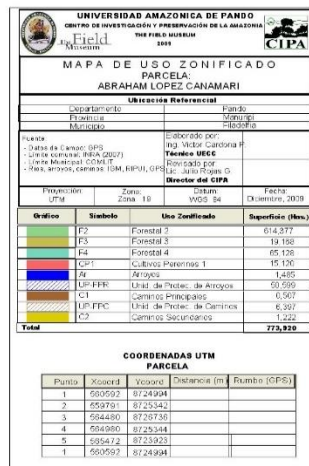 UNIVERSIDAD AMAZONICA DE PANDO
CENTRO DE INVESTIGACIÓN Y PRESERVACIÓN DE LA AMAZONIA
THE FIELD MUSEUM
2009
The Field Museum
CIPA
MAPA DE USO ZONIFICADO
PARCELA:
ABRAHAM LOPEZ CANAMARI
Ubicación Referencial
Departamento Pando
Provincia Manuripi
Municipio Filadelfia
Fuente:
- Datos de Campo: GPS
- Límite comunal: INRA (2007)
- Límite Municipal: COMLIT
- Ríos, arroyos, caminos: IGM, RIPUI, GPS
Elaborado por:
Ing. Victor Cardona P.
Técnico UECC
Revisado por:
Lic. Julio Rojas G.
Director del CIPA
Proyección UTM
Zona: Zona 19
Datum: WGS 84
Fecha: Diciembre, 2009
Gráfico Simbolo Uso Zonificado Superficie (Has.)
F2 Forestal 2 614,377
F3 Forestal 3 19,168
F4 Forestal 4 65,128
CP1 Cultivos Perennes 1 15,120
Ar Arroyos 1,485
UP-FPR Unid. de Protec. de Arroyos 50,599
C1 Caminos Principales 0,507
UP-FPC Unid. de Protec. de Caminos 6,397
C2 Caminos Secundarios 1,222
Total 773,920
COORDENADAS UTM
PARCELA
Punto Xcoord Ycoord Distancia (m) Rumbo (GPS)
1 560592 8724994
2 559791 8725342
3 564480 8726736
4 564980 8725344
5 565472 8723923
1 560592 8724994